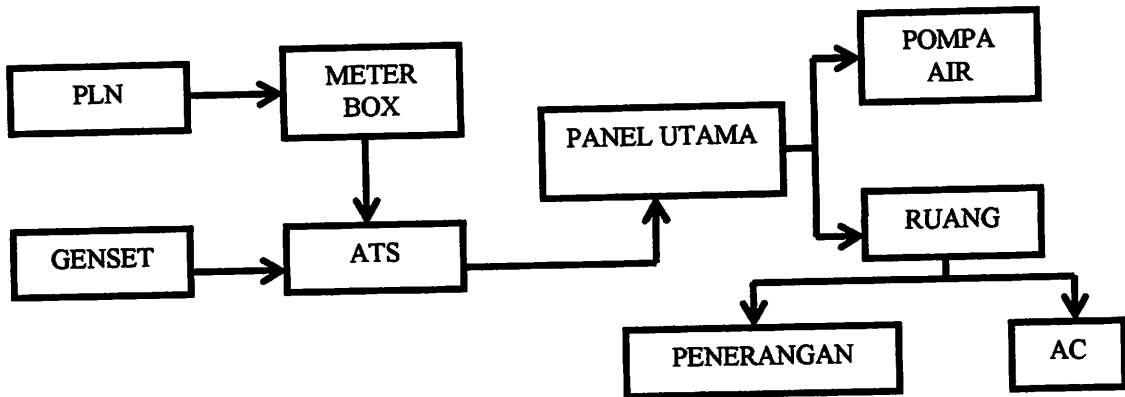 PLN
METER
BOX
GENSET
ATS
PANEL UTAMA
POMPA
AIR
RUANG
PENERANGAN
AC